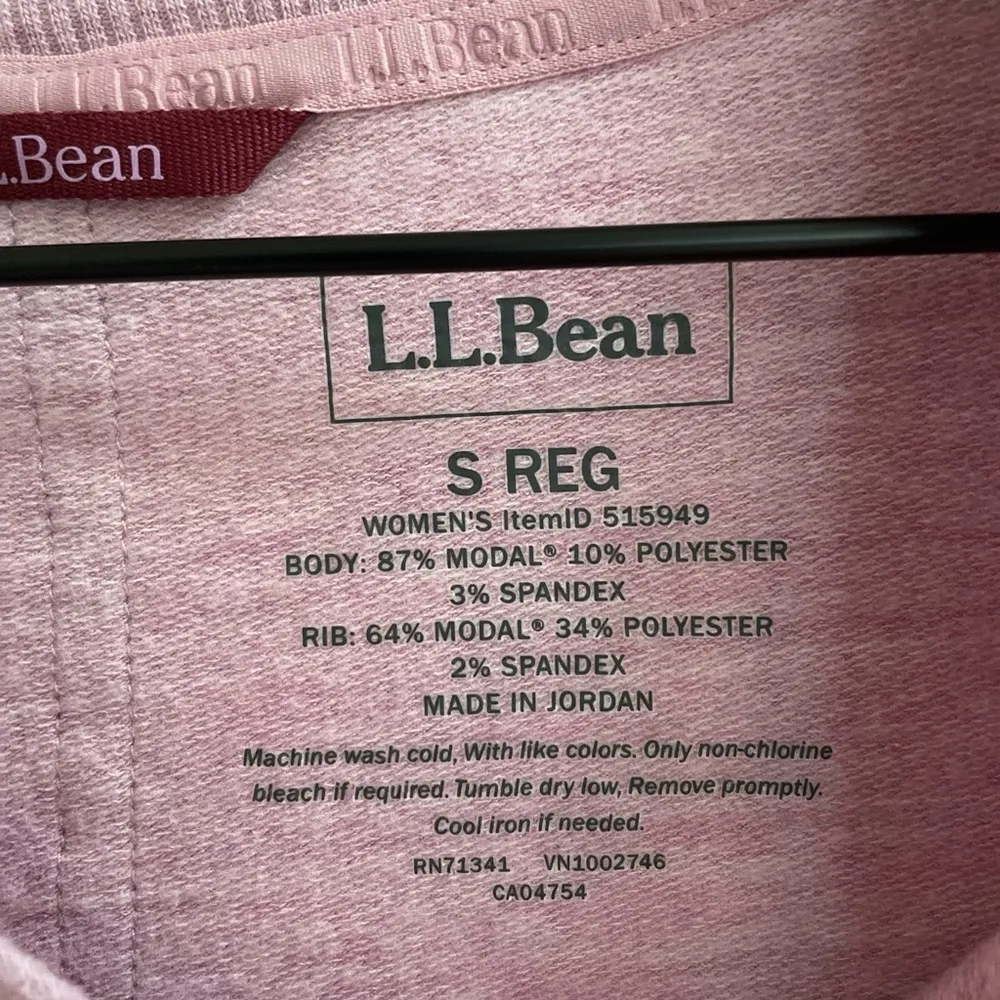 L.L.Bean L.L.Bean
L.Bean
L.L.Bean
S REG
WOMEN'S ItemID 515949
BODY: 87% MODAL® 10% POLYESTER
3% SPANDEX
RIB: 64% MODAL® 34% POLYESTER
2% SPANDEX
MADE IN JORDAN
Machine wash cold, With like colors. Only non-chlorine
bleach if required. Tumble dry low, Remove promptly.
Cool iron if needed.
RN71341 VN1002746
CA04754